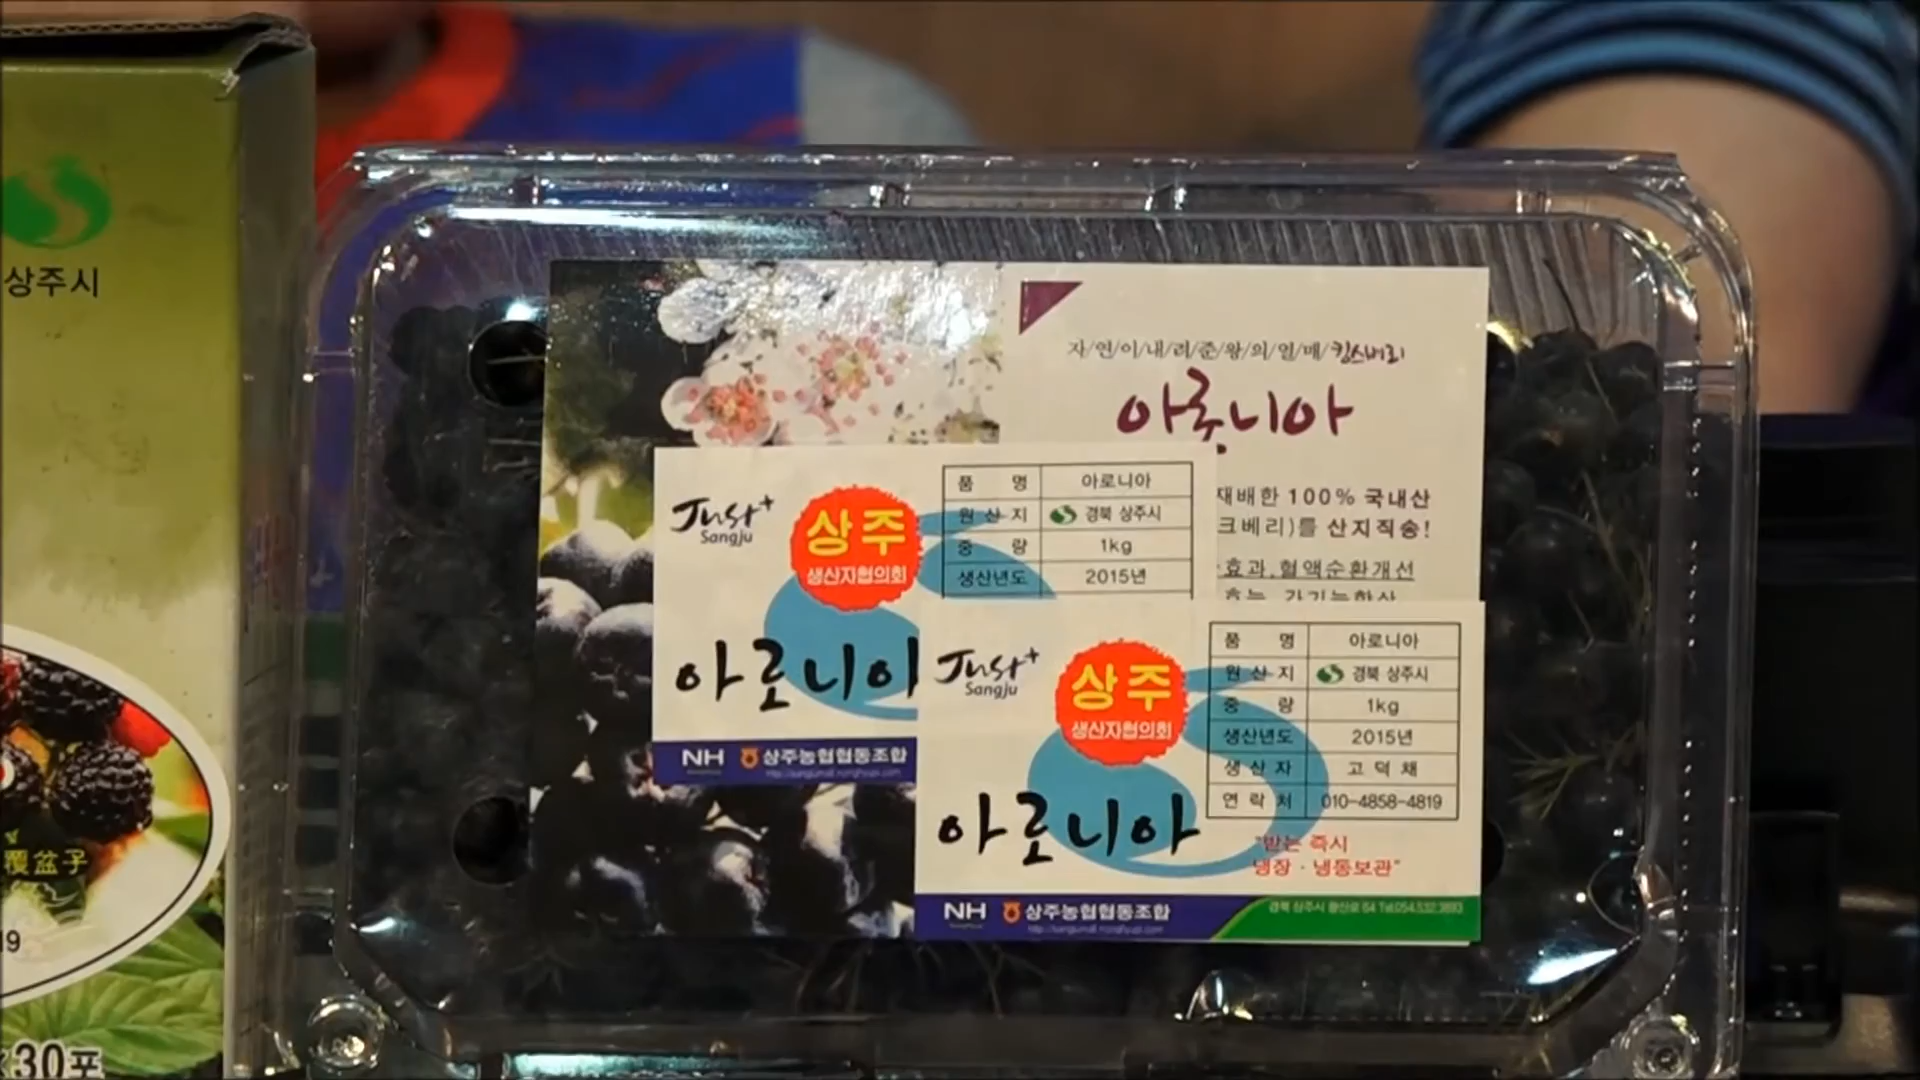 상주시
覆盆子
30포
자/연/이/내/려/준/왕/의/열/매/킹스베리
아로니아
재배한 100% 국내산
크베리)를 산지직송!
효과, 혈액순환개선
Just+
Sangju
상주
생산자협의회
아로니아
품 명 아로니아
원 산 지 경북 상주시
중 량 1kg
생산년도 2015년
NH 상주농협협동조합
Just+
Sangju
상주
생산자협의회
아로니아
품 명 아로니아
원 산 지 경북 상주시
중 량 1kg
생산년도 2015년
생 산 자 고 덕 채
연 락 처 010-4858-4819
"받는 즉시
냉장 · 냉동보관"
NH 상주농협협동조합